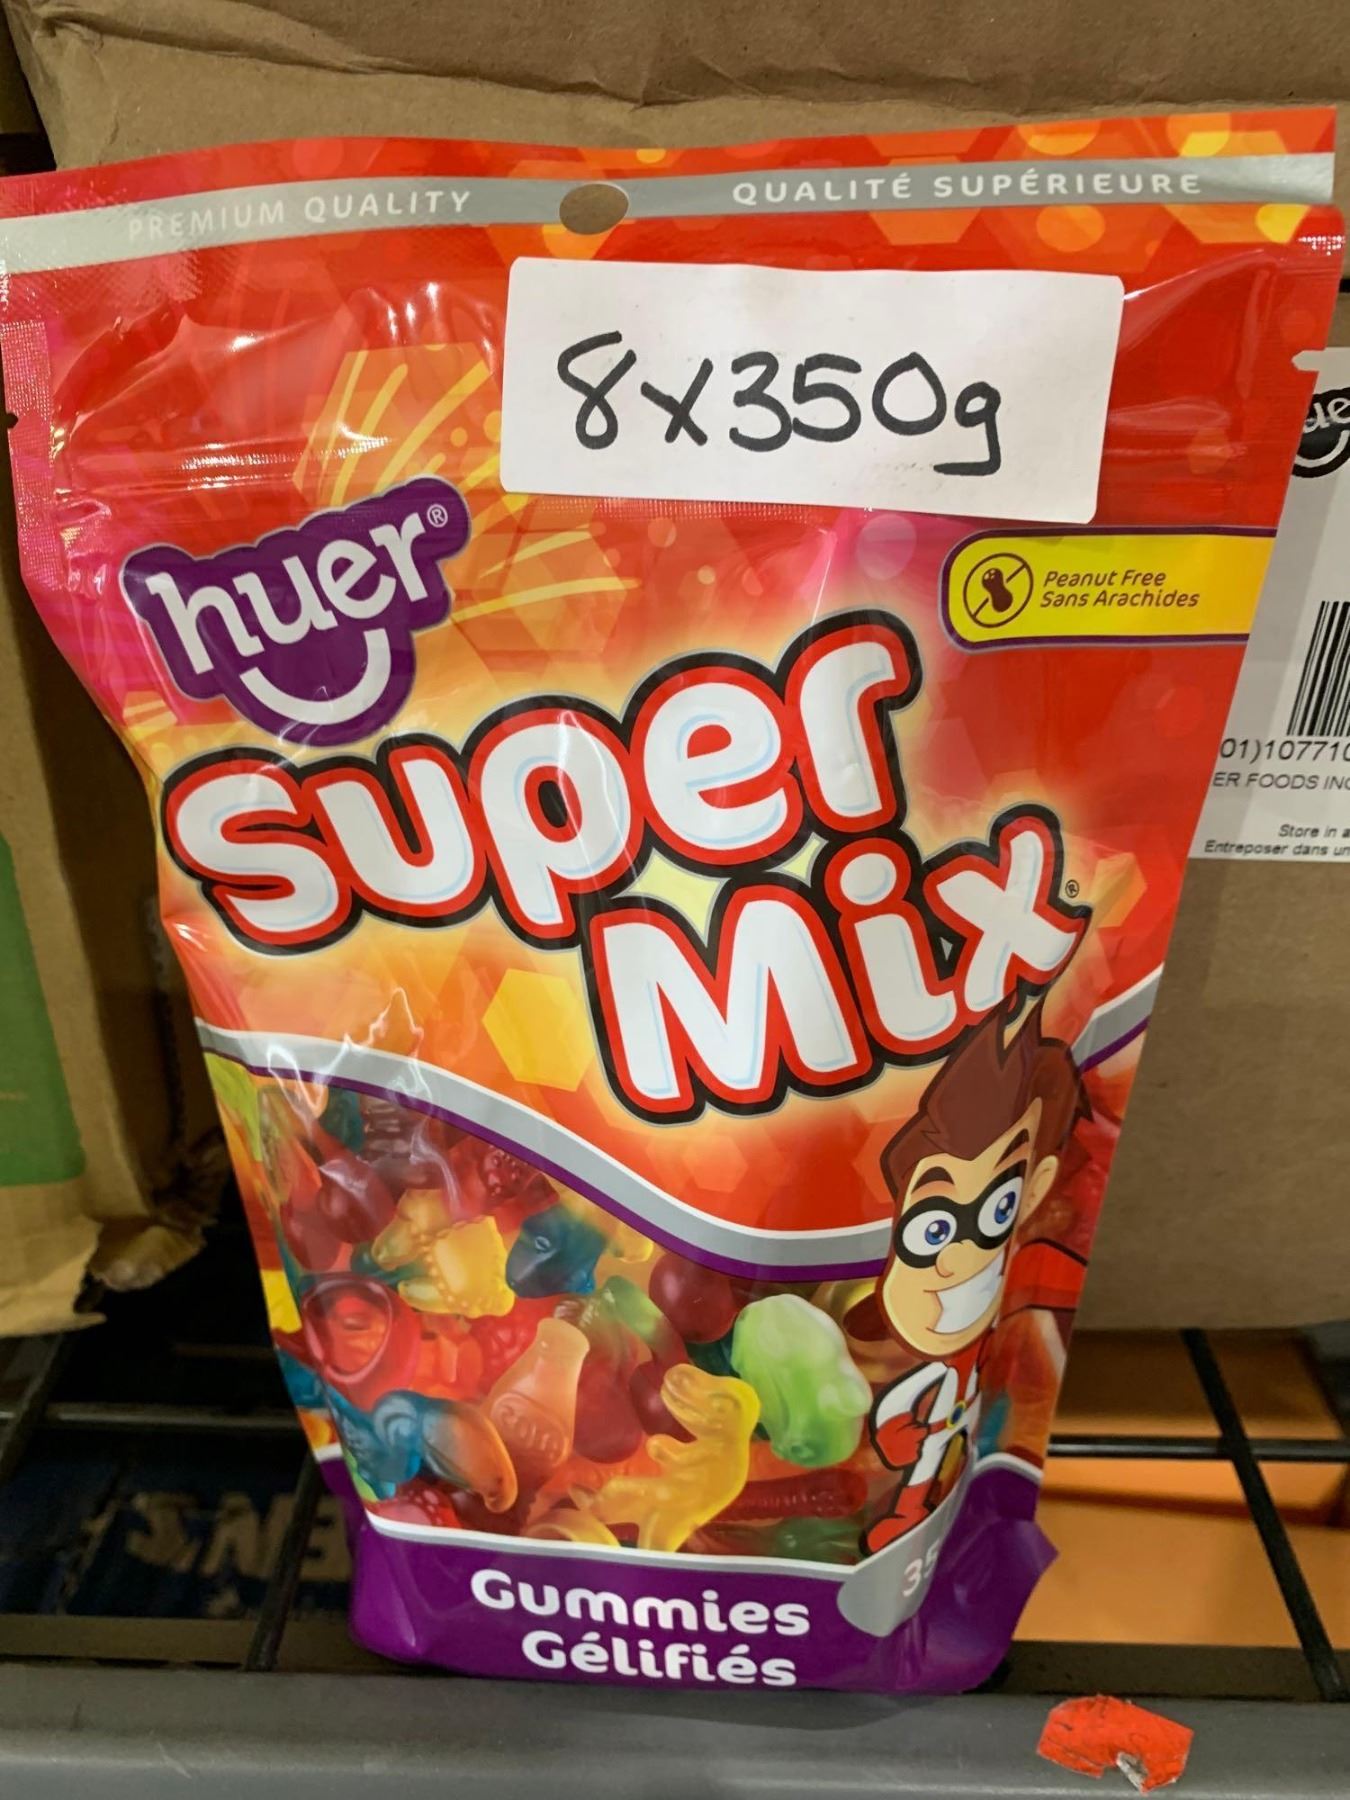 PREMIUM QUALITY
QUALITÉ SUPÉRIEURE
8x350g
huer®
Peanut Free
Sans Arachides
Super
Mix®
01)107710
ER FOODS INC
Store in a
Entreposer dans un
Gummies
Gélifiés
35